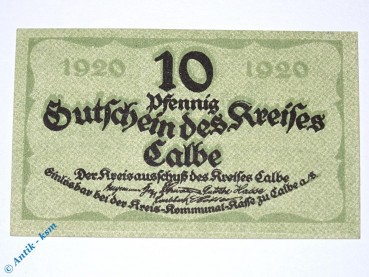 1920 1920
10
Pfennig
Gutschein des Kreises
Calbe
Der Kreisausschuß des Kreises Calbe
Einlösbar bei der Kreis-Kommunal-Kasse zu Calbe a/S.
© Antik - ksm